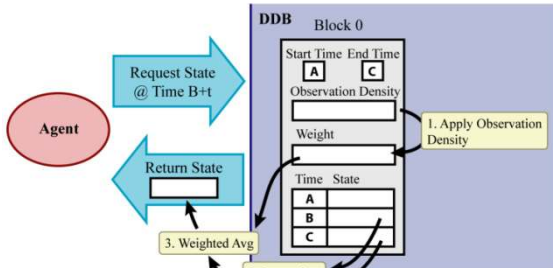 DDB
Block 0
Start Time End Time
A C
Observation Density
Weight
Time State
A
B
C
Request State
@ Time B+t
Agent
Return State
1. Apply Observation
Density
3. Weighted Avg